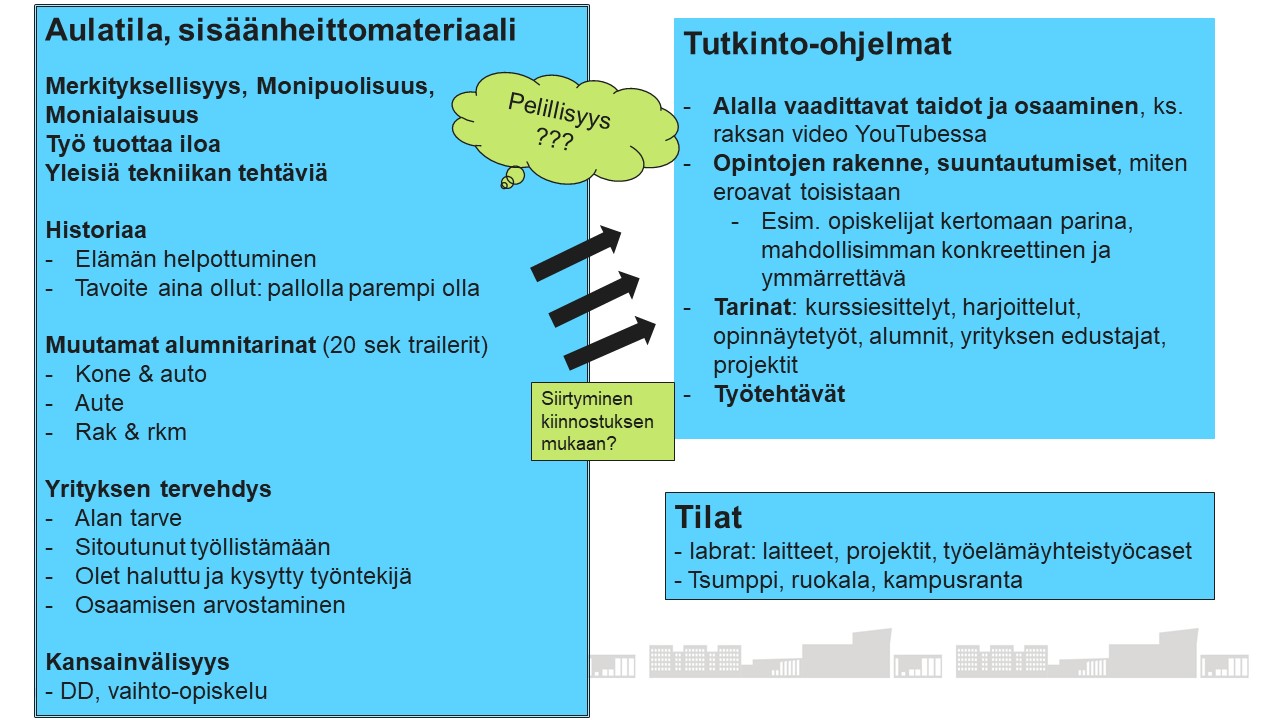 Aulatila, sisäänheittomateriaali
Merkityksellisyys, Monipuolisuus,
Monialaisuus
Työ tuottaa iloa
Yleisiä tekniikan tehtäviä
Historiaa
- Elämän helpottuminen
- Tavoite aina ollut: pallolla parempi olla
Muutamat alumnitarinat (20 sek trailerit)
- Kone & auto
- Aute
- Rak & rkm
Yrityksen tervehdys
- Alan tarve
- Sitoutunut työllistämään
- Olet haluttu ja kysytty työntekijä
- Osaamisen arvostaminen
Kansainvälisyys
- DD, vaihto-opiskelu
Pelillisyys
???
Siirtyminen
kiinnostuksen
mukaan?
Tutkinto-ohjelmat
- Alalla vaadittavat taidot ja osaaminen, ks.
raksan video YouTubessa
- Opintojen rakenne, suuntautumiset, miten
eroavat toisistaan
- Esim. opiskelijat kertomaan parina,
mahdollisimman konkreettinen ja
ymmärrettävä
- Tarinat: kurssiesittelyt, harjoittelut,
opinnäytetyöt, alumnit, yrityksen edustajat,
projektit
- Työtehtävät
Tilat
- labrat: laitteet, projektit, työelämäyhteistyöcaset
- Tsumppi, ruokala, kampusranta